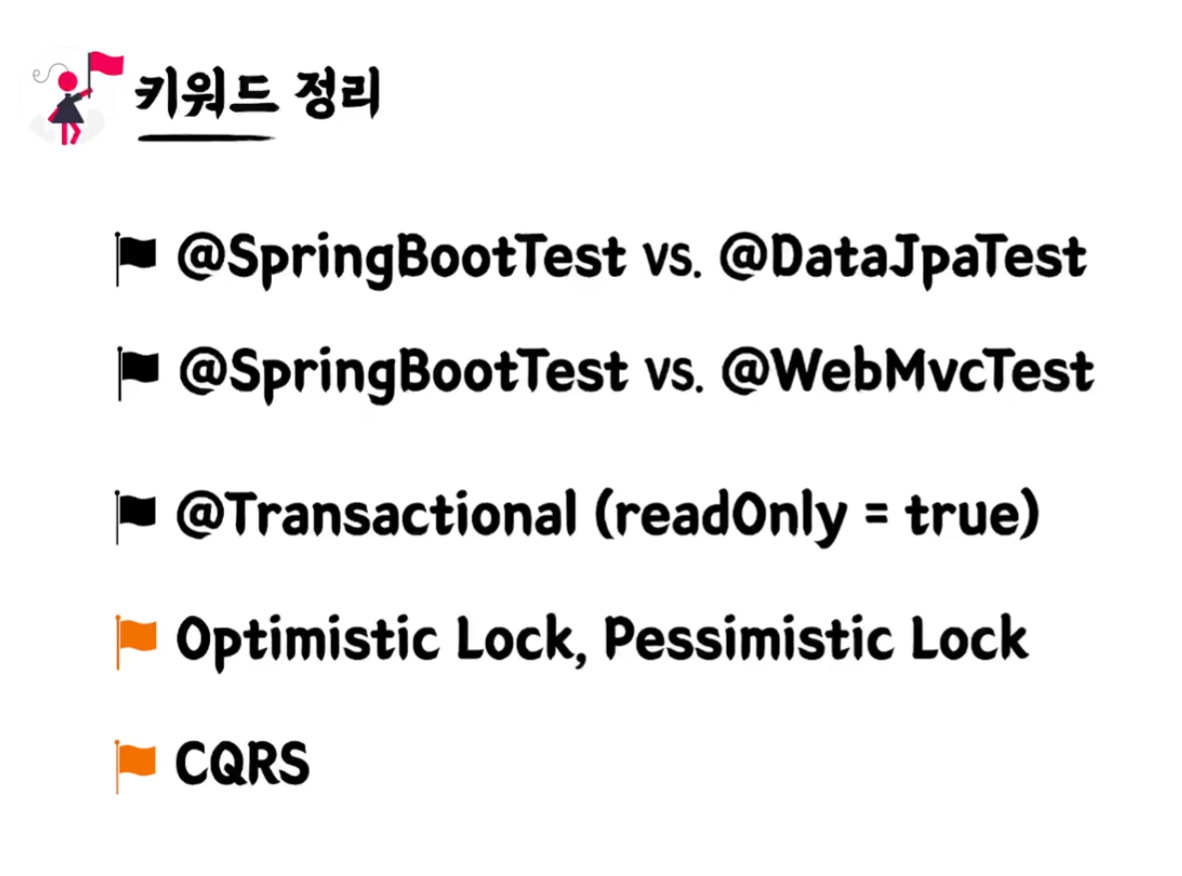 키워드 정리
@SpringBootTest vs. @DataJpaTest
@SpringBootTest vs. @WebMvcTest
@Transactional (readOnly = true)
Optimistic Lock, Pessimistic Lock
CQRS